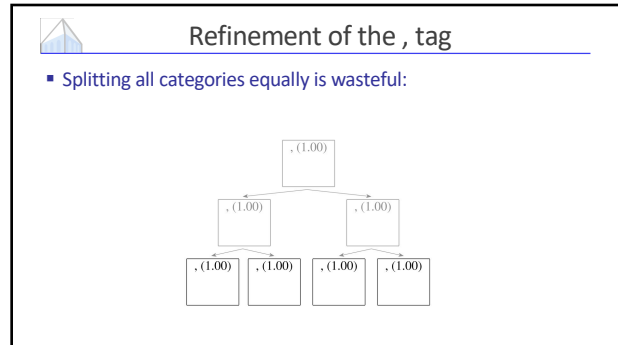 Refinement of the , tag
▪ Splitting all categories equally is wasteful:
, (1.00)
, (1.00) , (1.00)
, (1.00) , (1.00) , (1.00) , (1.00)